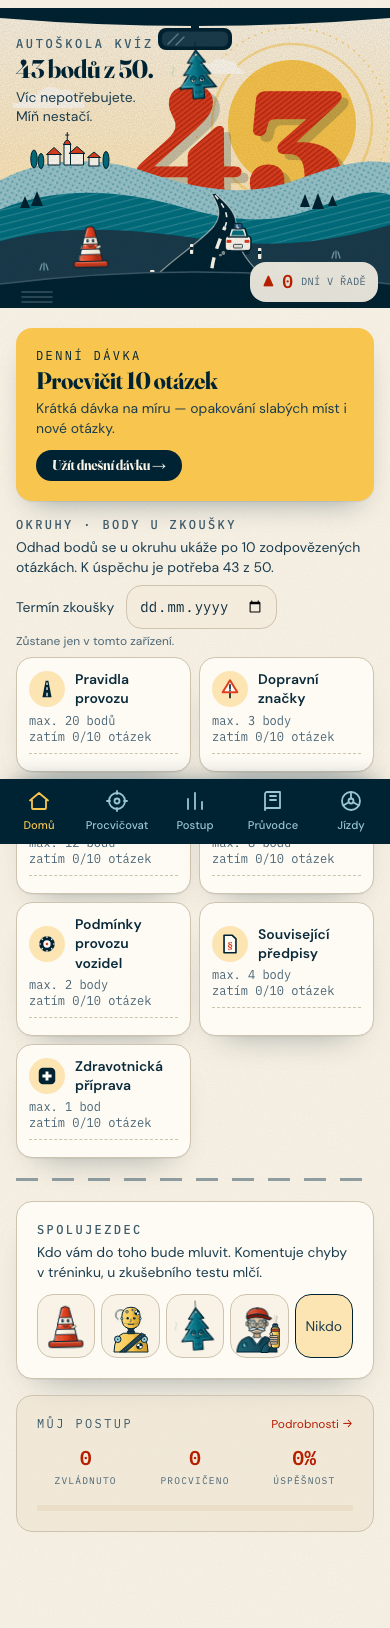 AUTOŠKOLA KVÍZ
43 bodů z 50.
Víc nepotřebujete.
Míň nestačí.
43
0 DNÍ V ŘADĚ
DENNÍ DÁVKA
Procvičit 10 otázek
Krátká dávka na míru — opakování slabých míst i
nové otázky.
Užít dnešní dávku →
OKRUHY · BODY U ZKOUŠKY
Odhad bodů se u okruhu ukáže po 10 zodpovězených
otázkách. K úspěchu je potřeba 43 z 50.
Termín zkoušky dd.mm.yyyy
Zůstane jen v tomto zařízení.
Pravidla
provozu
max. 20 bodů
zatím 0/10 otázek
Dopravní
značky
max. 3 body
zatím 0/10 otázek
Domů
Procvičovat
Postup
Průvodce
Jízdy
zatím 0/10 otázek
zatím 0/10 otázek
Podmínky
provozu
vozidel
max. 2 body
zatím 0/10 otázek
§
Související
předpisy
max. 4 body
zatím 0/10 otázek
Zdravotnická
příprava
max. 1 bod
zatím 0/10 otázek
SPOLUJEZDEC
Kdo vám do toho bude mluvit. Komentuje chyby
v tréninku, u zkušebního testu mlčí.
Nikdo
MŮJ POSTUP
Podrobnosti →
0
ZVLÁDNUTO
0
PROCVIČENO
0%
ÚSPĚŠNOST